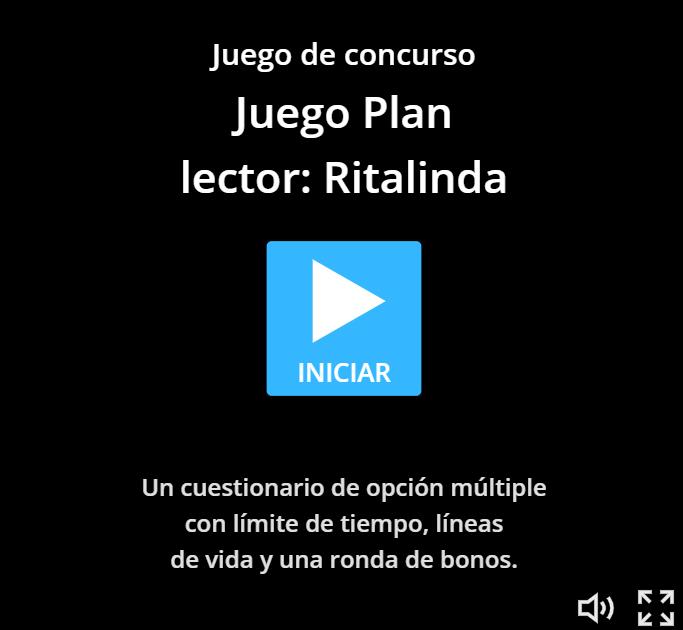 Juego de concurso
Juego Plan
lector: Ritalinda
INICIAR
Un cuestionario de opción múltiple
con límite de tiempo, líneas
de vida y una ronda de bonos.